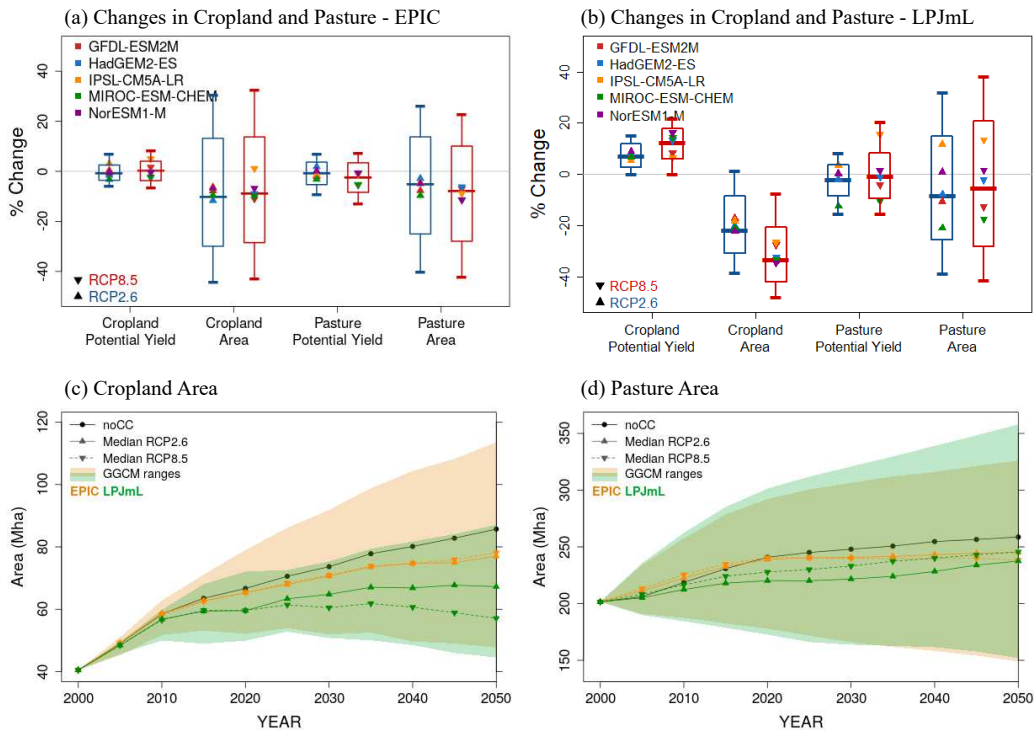 (a) Changes in Cropland and Pasture - EPIC
GFDL-ESM2M
HadGEM2-ES
IPSL-CM5A-LR
MIROC-ESM-CHEM
NorESM1-M
% Change
40
20
0
20
40
RCP8.5
RCP2.6
Cropland
Potential Yield
Cropland
Area
Pasture
Potential Yield
Pasture
Area
(b) Changes in Cropland and Pasture - LPJmL
GFDL-ESM2M
HadGEM2-ES
IPSL-CM5A-LR
MIROC-ESM-CHEM
NorESM1-M
% Change
40
20
0
-20
-40
RCP8.5
RCP2.6
Cropland
Potential Yield
Cropland
Area
Pasture
Potential Yield
Pasture
Area
(c) Cropland Area
noCC
Median RCP2.6
Median RCP8.5
GGCM ranges
EPIC LPJmL
Area (Mha)
120
100
80
60
40
2000 2010 2020 2030 2040 2050
YEAR
(d) Pasture Area
noCC
Median RCP2.6
Median RCP8.5
GGCM ranges
EPIC LPJmL
Area (Mha)
350
300
250
200
150
2000 2010 2020 2030 2040 2050
YEAR